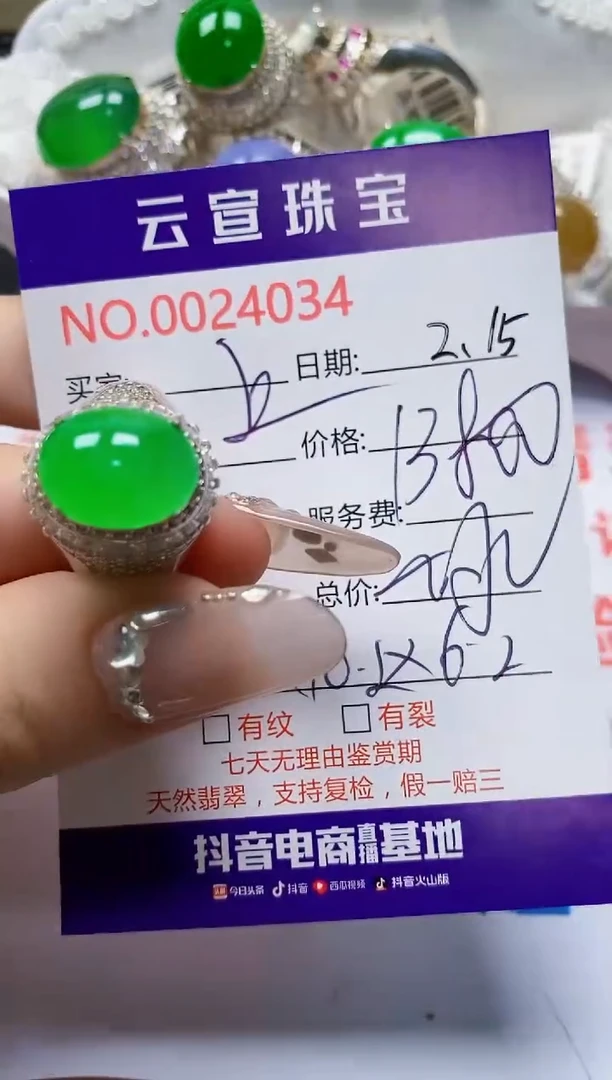 云宣珠宝
NO.0024034
买家: 日期: 2.15
价格: 13800
服务费:
总价:
有纹 有裂
七天无理由鉴赏期
天然翡翠，支持复检，假一赔三
抖音电商直播基地
今日头条 抖音 西瓜视频 抖音火山版